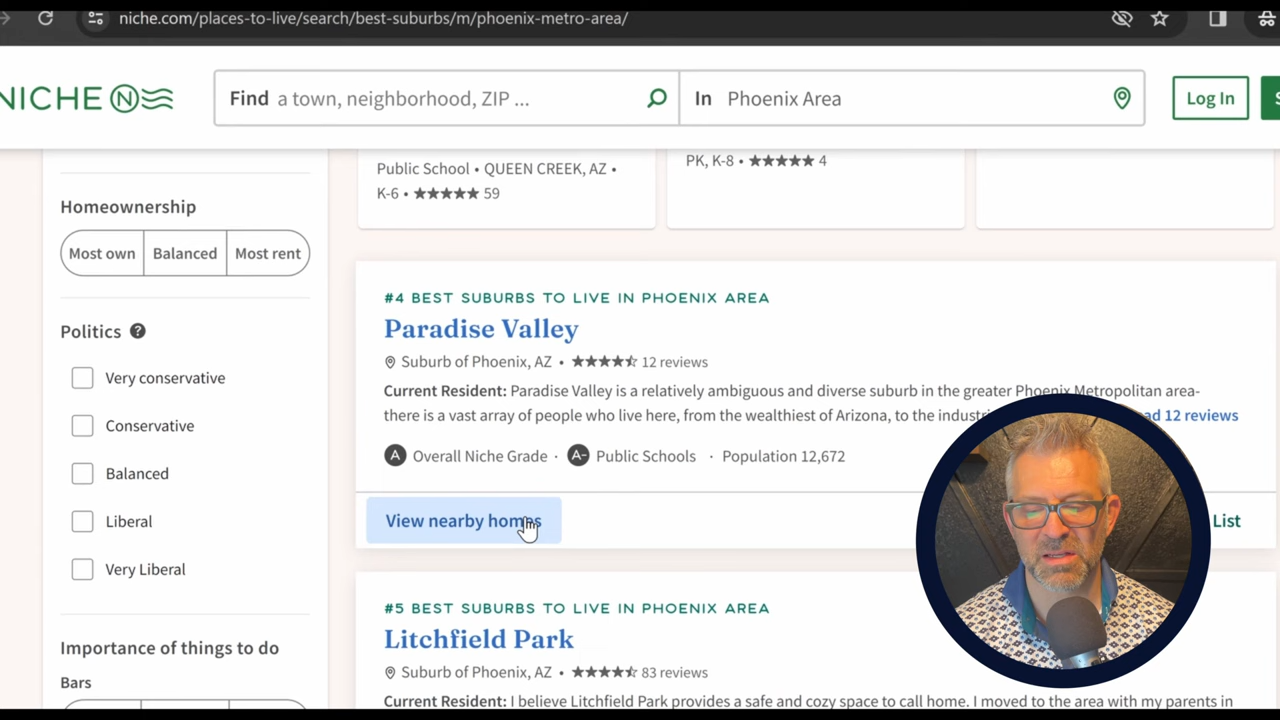 niche.com/places-to-live/search/best-suburbs/m/phoenix-metro-area/
NICHE N
Find a town, neighborhood, ZIP ...
In Phoenix Area
Log In
S
Homeownership
Most own
Balanced
Most rent
Politics ?
Very conservative
Conservative
Balanced
Liberal
Very Liberal
Importance of things to do
Bars
Public School • QUEEN CREEK, AZ •
K-6 • ★★★★★ 59
PK, K-8 • ★★★★★ 4
#4 BEST SUBURBS TO LIVE IN PHOENIX AREA
Paradise Valley
Suburb of Phoenix, AZ • 12 reviews
Current Resident: Paradise Valley is a relatively ambiguous and diverse suburb in the greater Phoenix Metropolitan area-
there is a vast array of people who live here, from the wealthiest of Arizona, to the ad 12 reviews
A Overall Niche Grade · A- Public Schools · Population 12,672
View nearby homes
List
#5 BEST SUBURBS TO LIVE IN PHOENIX AREA
Litchfield Park
Suburb of Phoenix, AZ • 83 reviews
Current Resident: I believe Litchfield Park provides a safe and cozy space to call home. I moved to the area with my parents in